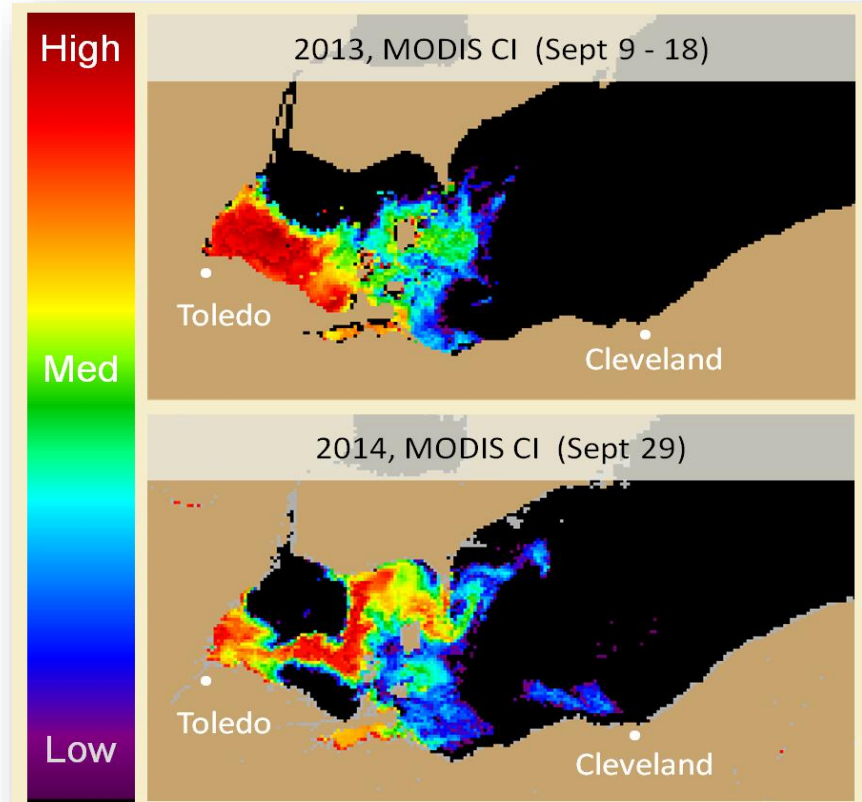 High
Med
Low
2013, MODIS CI (Sept 9 - 18)
Toledo
Cleveland
2014, MODIS CI (Sept 29)
Toledo
Cleveland